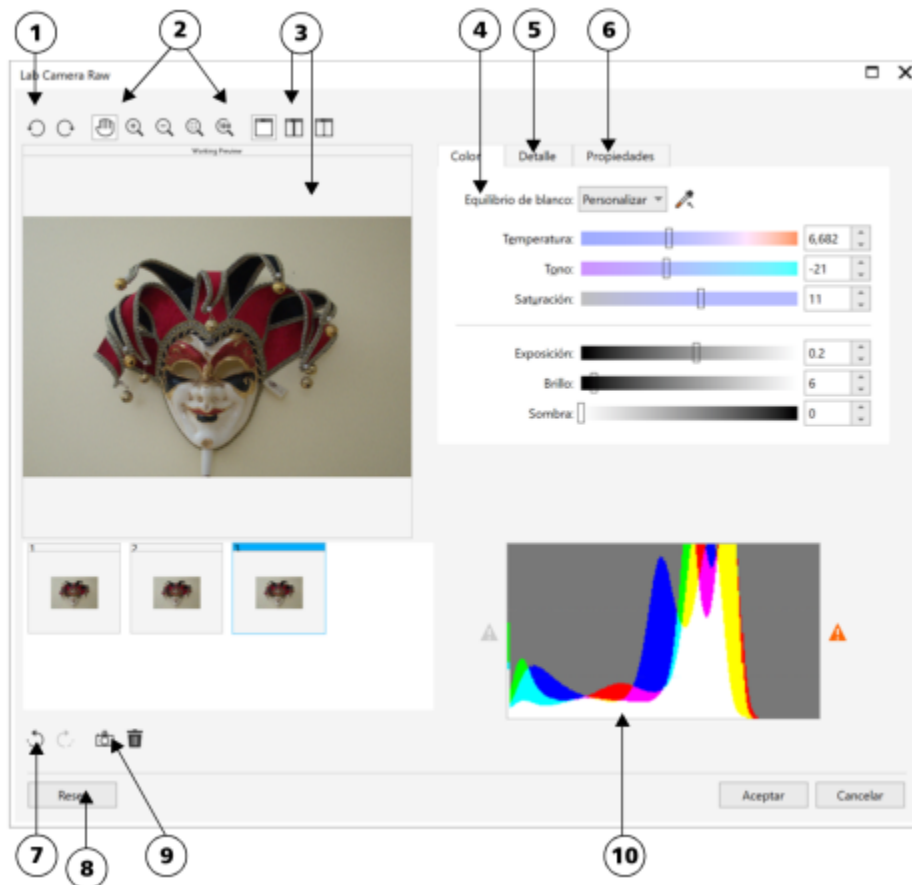 1 2 3 4 5 6
Lab Camera Raw
Working Preview
Color Detalle Propiedades
Equilibrio de blanco: Personalizar
Temperatura: 6,682
Tono: -21
Saturación: 11
Exposición: 0.2
Brillo: 6
Sombra: 0
1 2 3
Aceptar Cancelar
7 8 9 10